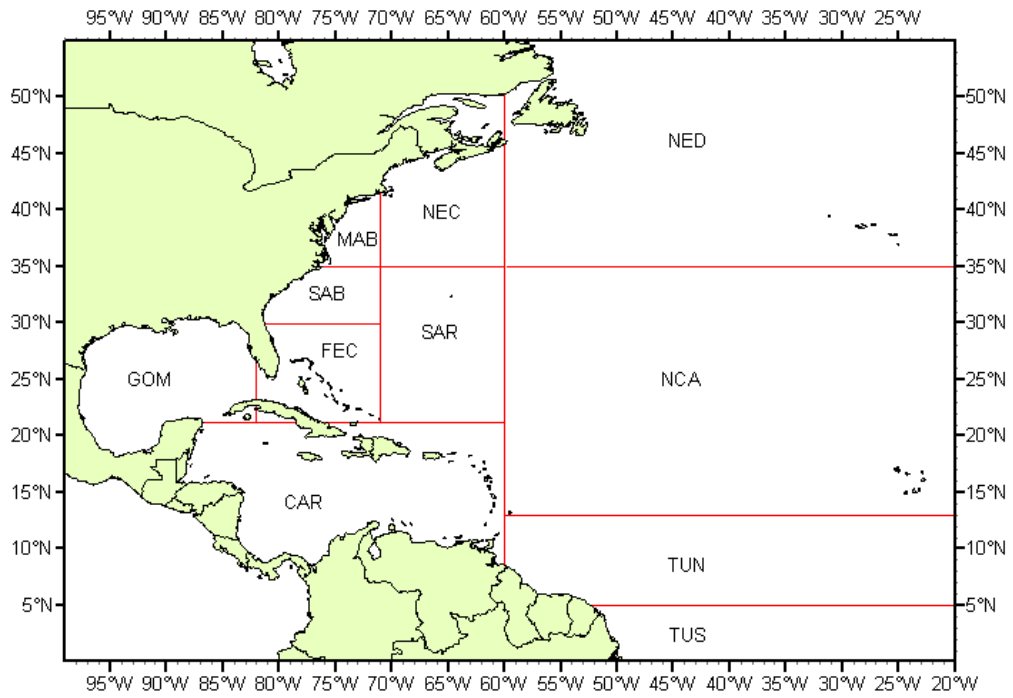 95°W 90°W 85°W 80°W 75°W 70°W 65°W 60°W 55°W 50°W 45°W 40°W 35°W 30°W 25°W
50°N 50°N
NED
45°N 45°N
40°N NEC 40°N
MAB
35°N 35°N
SAB
30°N SAR 30°N
FEC
25°N GOM NCA 25°N
20°N 20°N
15°N CAR 15°N
10°N 10°N
TUN
5°N 5°N
TUS
95°W 90°W 85°W 80°W 75°W 70°W 65°W 60°W 55°W 50°W 45°W 40°W 35°W 30°W 25°W 20°W